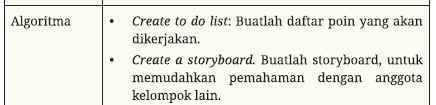 Algoritma
• Create to do list: Buatlah daftar poin yang akan
dikerjakan.
• Create a storyboard. Buatlah storyboard, untuk
memudahkan pemahaman dengan anggota
kelompok lain.